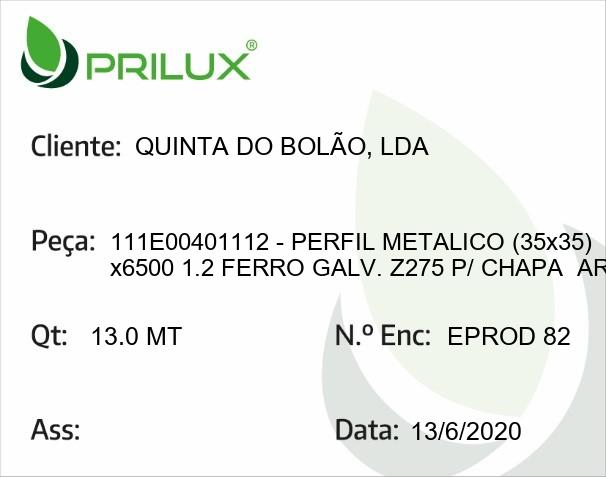 PRILUX®
Cliente: QUINTA DO BOLÃO, LDA
Peça: 111E00401112 - PERFIL METALICO (35x35)
x6500 1.2 FERRO GALV. Z275 P/ CHAPA AR
Qt: 13.0 MT N.º Enc: EPROD 82
Ass: Data: 13/6/2020